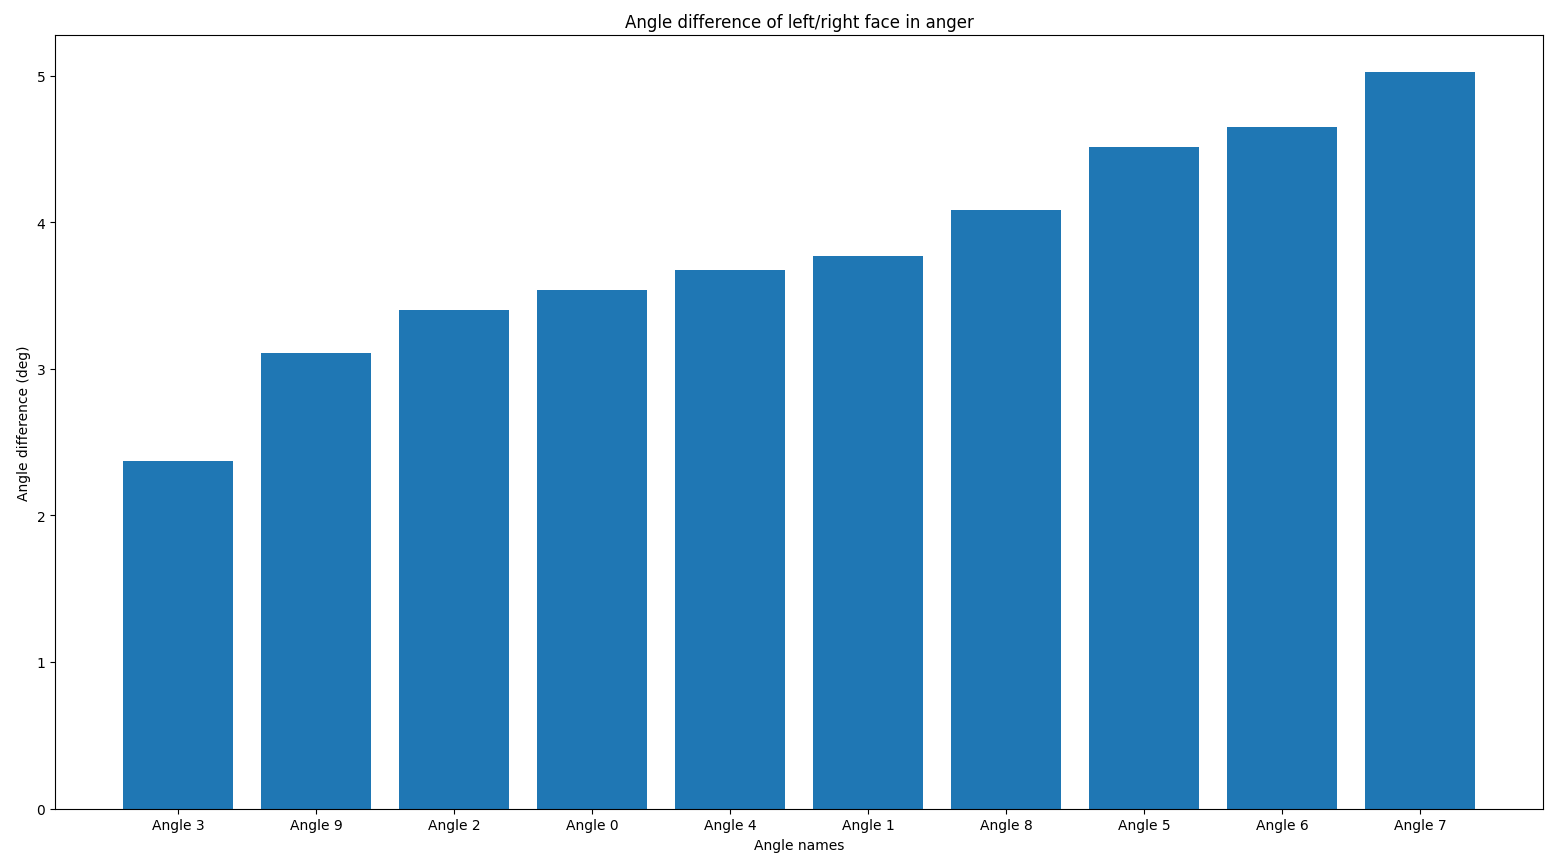 Angle difference of left/right face in anger
Angle difference (deg)
5
4
3
2
1
0
Angle 3 Angle 9 Angle 2 Angle 0 Angle 4 Angle 1 Angle 8 Angle 5 Angle 6 Angle 7
Angle names